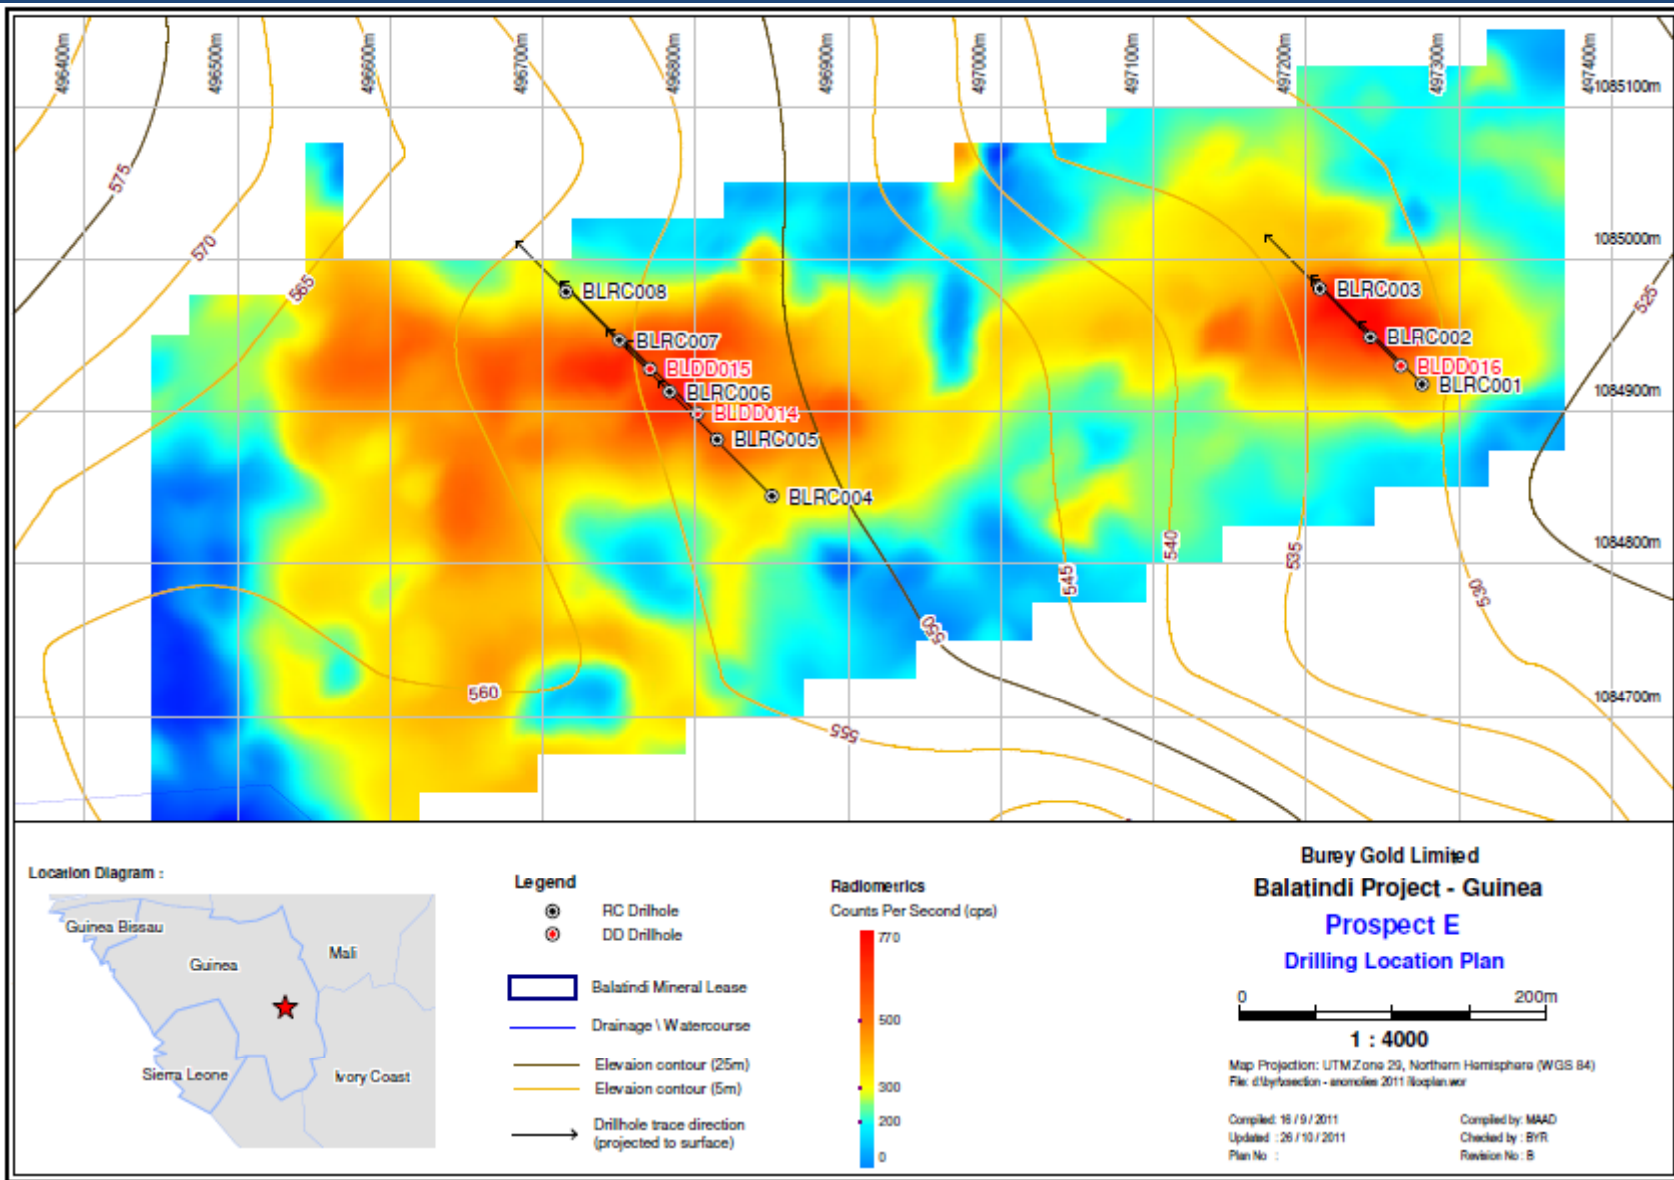 496400m
496500m
496600m
496700m
496800m
496900m
497000m
497100m
497200m
497300m
497400m
1085100m
575
570
565
1085000m
525
BLRC008
BLRC003
BLRC007
BLRC002
BLDD015
BLDD016
BLRC006
BLRC001
1084900m
BLDD014
BLRC005
BLRC004
1084800m
540
535
545
530
550
560
1084700m
555
Location Diagram :
Guinea Bissau
Guinea
Mali
Sierra Leone
Ivory Coast
Legend
RC Drilhole
DD Drillhole
Balatindi Mineral Lease
Drainage \ Watercourse
Elevaion contour (25m)
Elevaion contour (5m)
Drillhole trace direction
(projected to surface)
Radiometrics
Counts Per Second (cps)
770
500
300
200
0
Burey Gold Limited
Balatindi Project - Guinea
Prospect E
Drilling Location Plan
0 200m
1 : 4000
Map Projection: UTM Zone 29, Northern Hemisphere (WGS 84)
Compiled: 16 / 9 / 2011
Compiled by: MAAD
Updated : 26 / 10 / 2011
Checked by : BYR
Plan No :
Revision No : B